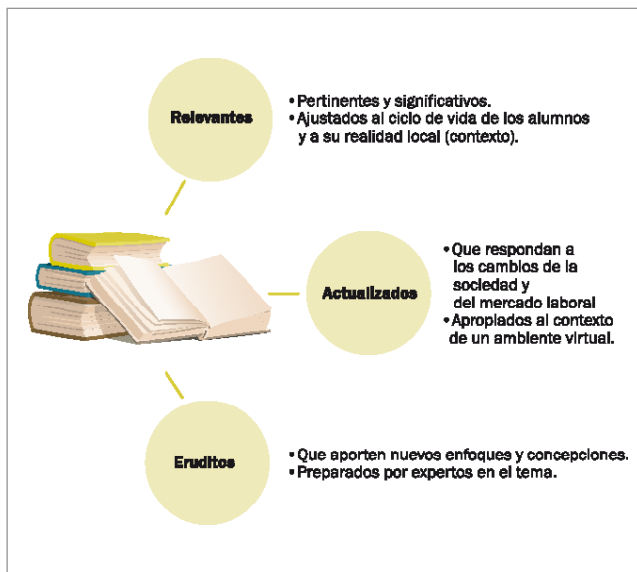 Relevantes
• Pertinentes y significativos.
• Ajustados al ciclo de vida de los alumnos
y a su realidad local (contexto).
Actualizados
• Que respondan a
los cambios de la
sociedad y
del mercado laboral
• Apropiados al contexto
de un ambiente virtual.
Eruditos
• Que aporten nuevos enfoques y concepciones.
• Preparados por expertos en el tema.